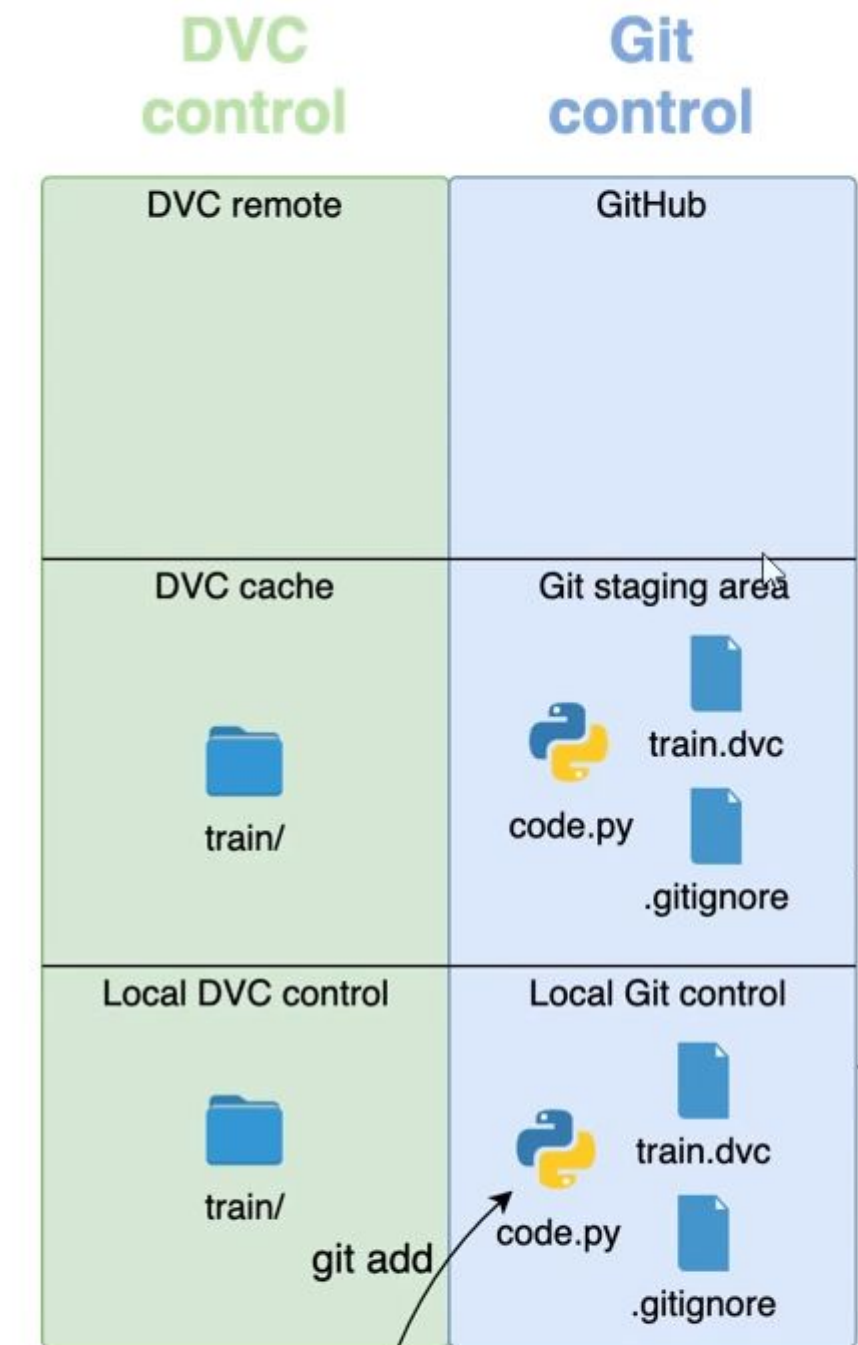 DVC
control
Git
control
DVC remote
GitHub
DVC cache
Git staging area
train.dvc
code.py
train/
.gitignore
Local DVC control
Local Git control
train.dvc
train/
code.py
git add
.gitignore